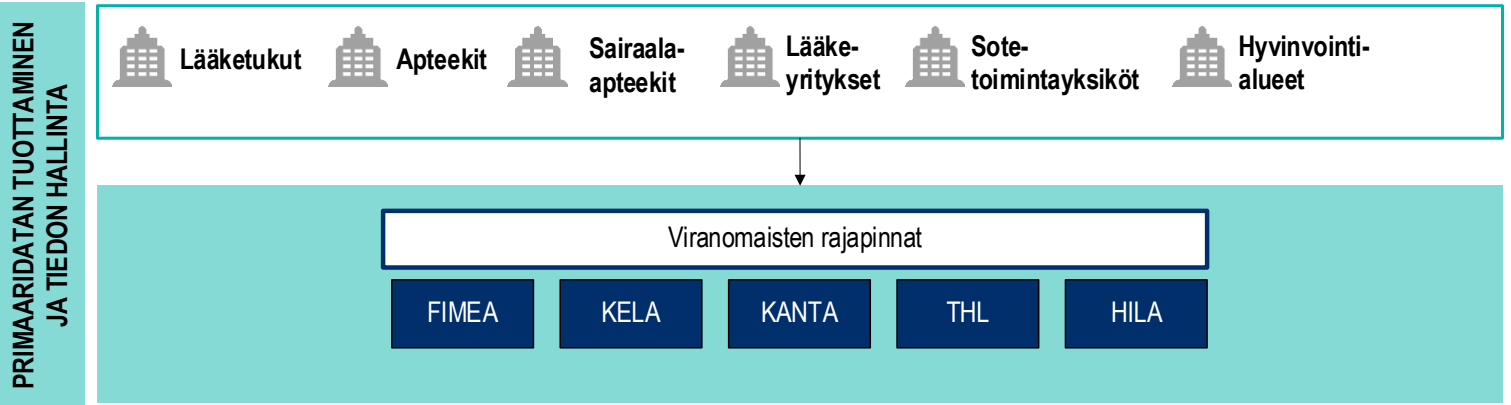 PRIMAARIDATAN TUOTTAMINEN
JA TIEDON HALLINTA
Lääketukut
Apteekit
Sairaala-
apteekit
Lääke-
yritykset
Sote-
toimintayksiköt
Hyvinvointi-
alueet
Viranomaisten rajapinnat
FIMEA
KELA
KANTA
THL
HILA